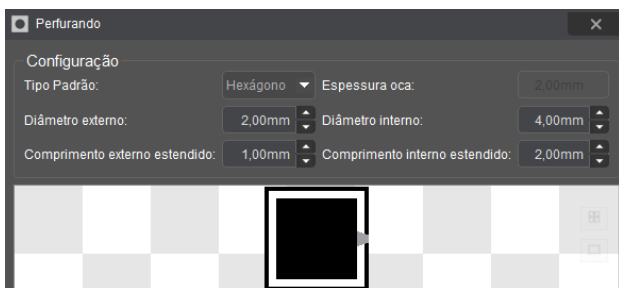 Perfurando
Configuração
Tipo Padrão: Hexágono Espessura oca: 2,00mm
Diâmetro externo: 2,00mm Diâmetro interno: 4,00mm
Comprimento externo estendido: 1,00mm Comprimento interno estendido: 2,00mm